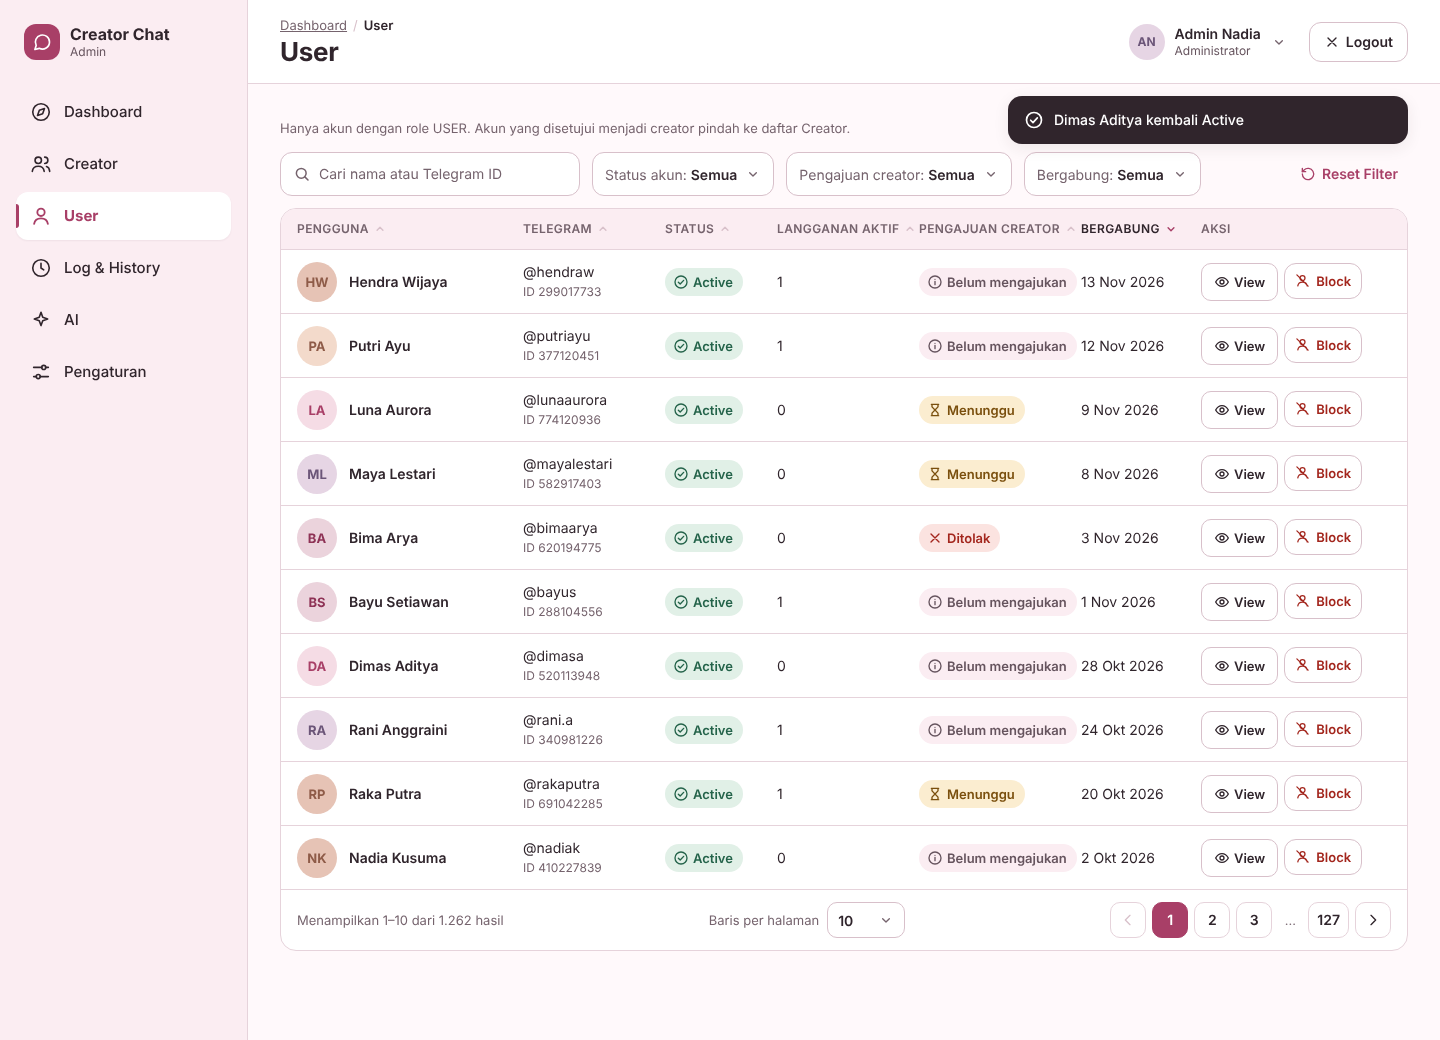 Creator Chat
Admin
Dashboard
Creator
User
Log & History
AI
Pengaturan
Dashboard / User
User
AN
Admin Nadia
Administrator
Logout
Dimas Aditya kembali Active
Hanya akun dengan role USER. Akun yang disetujui menjadi creator pindah ke daftar Creator.
Cari nama atau Telegram ID
Status akun: Semua
Pengajuan creator: Semua
Bergabung: Semua
Reset Filter
PENGGUNA TELEGRAM STATUS LANGGANAN AKTIF PENGAJUAN CREATOR BERGABUNG AKSI
HW Hendra Wijaya @hendraw Active 1 Belum mengajukan 13 Nov 2026 View Block
ID 299017733
PA Putri Ayu @putriayu Active 1 Belum mengajukan 12 Nov 2026 View Block
ID 377120451
LA Luna Aurora @lunaaurora Active 0 Menunggu 9 Nov 2026 View Block
ID 774120936
ML Maya Lestari @mayalestari Active 0 Menunggu 8 Nov 2026 View Block
ID 582917403
BA Bima Arya @bimaarya Active 0 Ditolak 3 Nov 2026 View Block
ID 620194775
BS Bayu Setiawan @bayus Active 1 Belum mengajukan 1 Nov 2026 View Block
ID 288104556
DA Dimas Aditya @dimasa Active 0 Belum mengajukan 28 Okt 2026 View Block
ID 520113948
RA Rani Anggraini @rani.a Active 1 Belum mengajukan 24 Okt 2026 View Block
ID 340981226
RP Raka Putra @rakaputra Active 1 Menunggu 20 Okt 2026 View Block
ID 691042285
NK Nadia Kusuma @nadiak Active 0 Belum mengajukan 2 Okt 2026 View Block
ID 410227839
Menampilkan 1–10 dari 1.262 hasil
Baris per halaman 10
1 2 3 ... 127